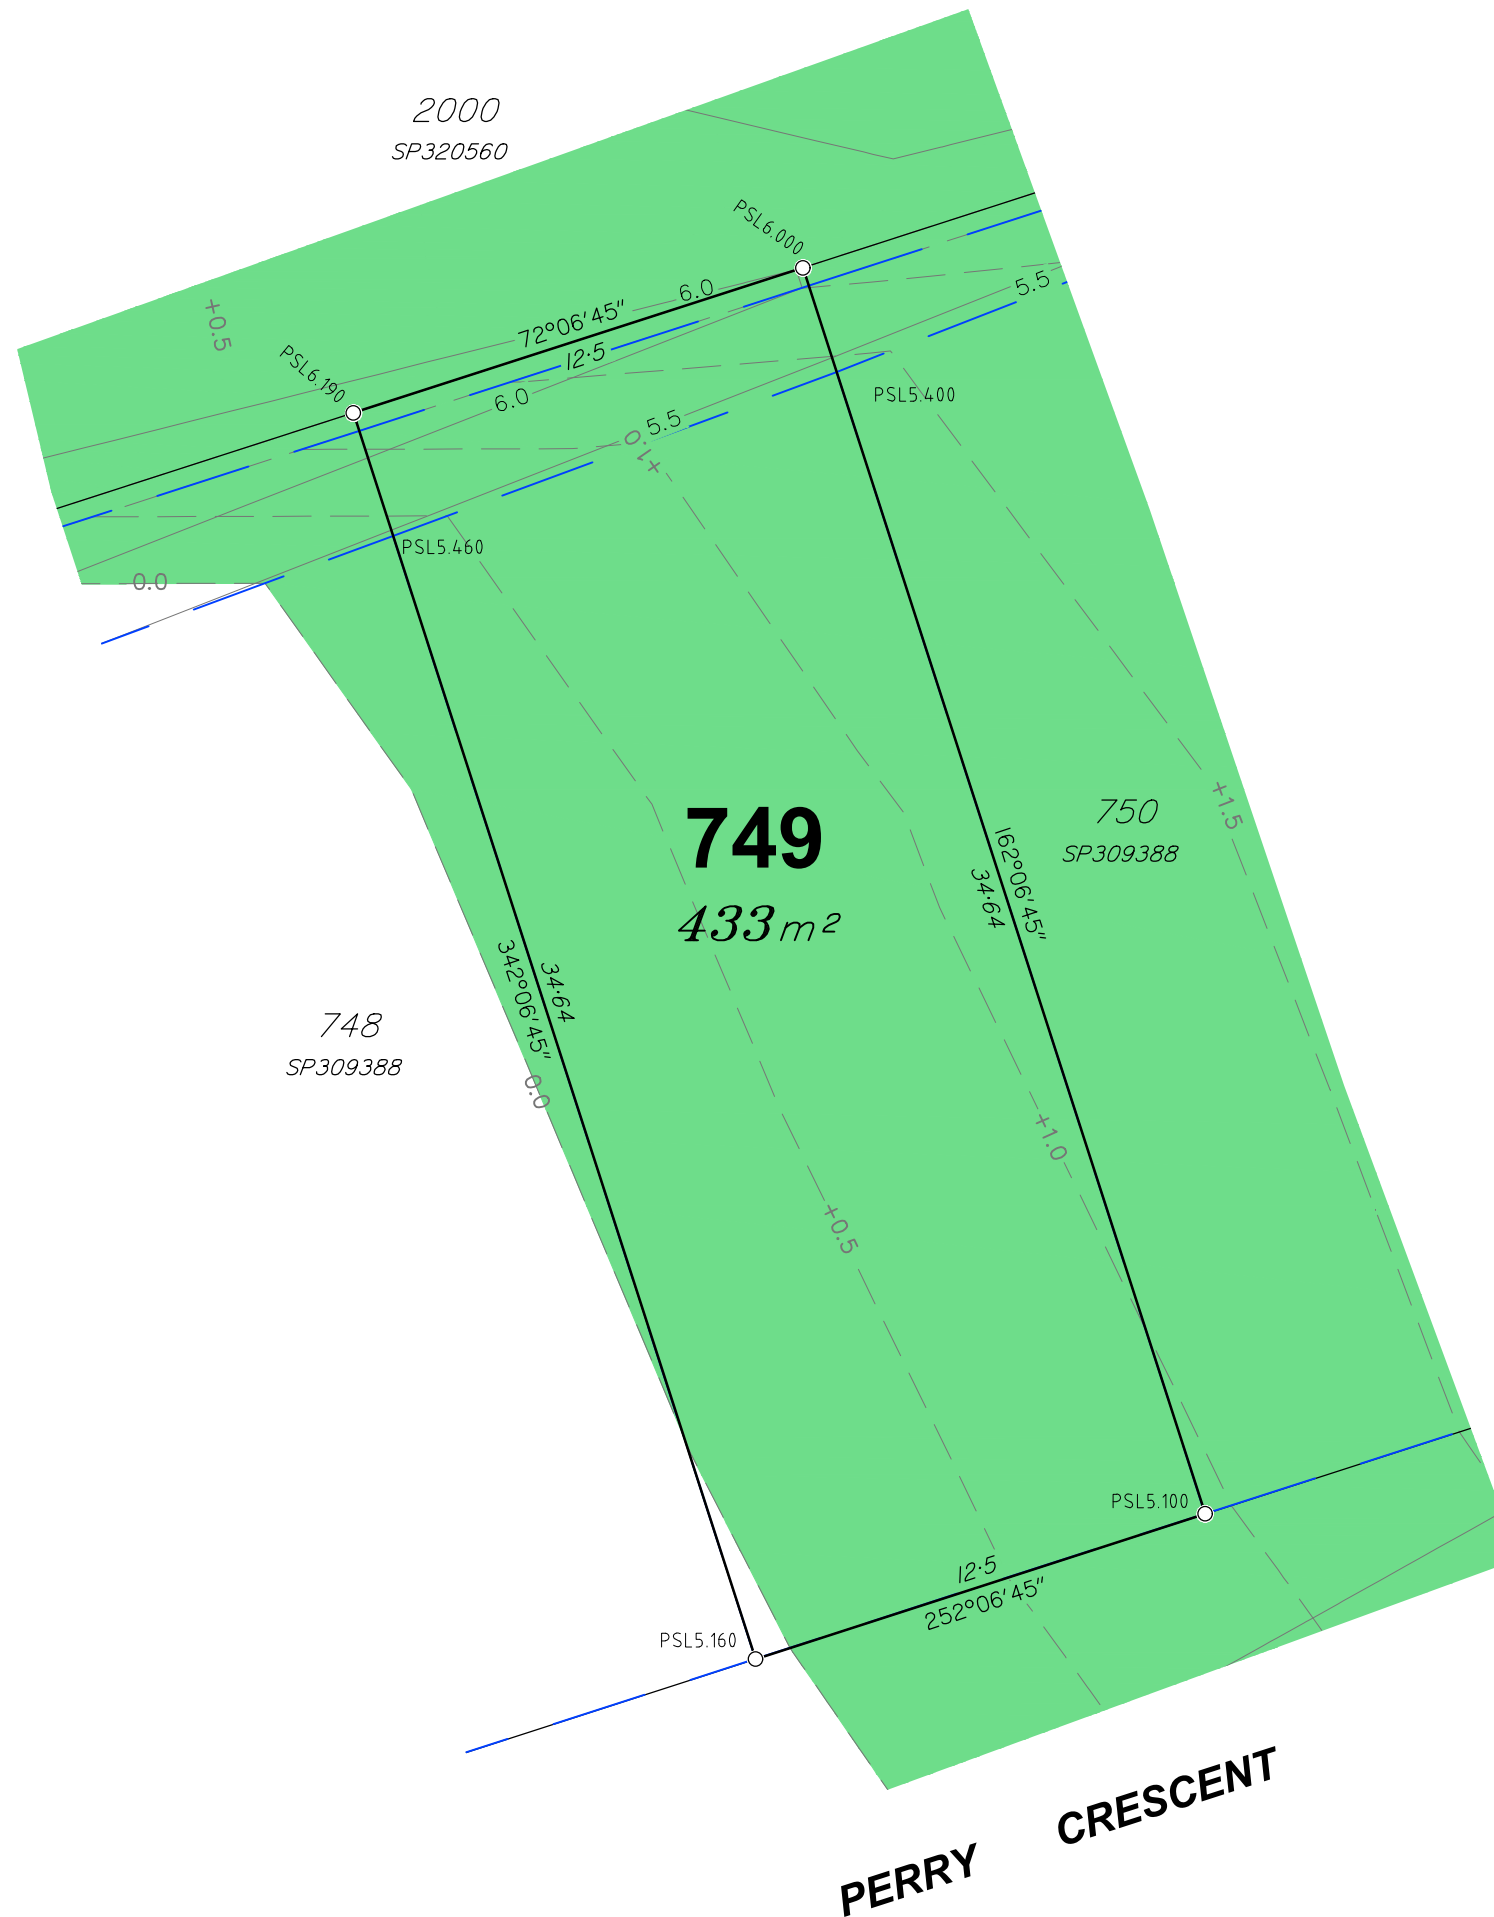 2000
SP320560
PSL6.000
6.0
5.5
+0.5
72°06'45"
12·5
PSL6.190
6.0
PSL5.400
5.5
+1.0
PSL5.460
0.0
749
433m²
750
SP309388
+1.5
162°06'45"
34·64
34·64
342°06'45"
748
SP309388
0.0
+1.0
+0.5
PSL5.100
12·5
252°06'45"
PSL5.160
PERRY CRESCENT